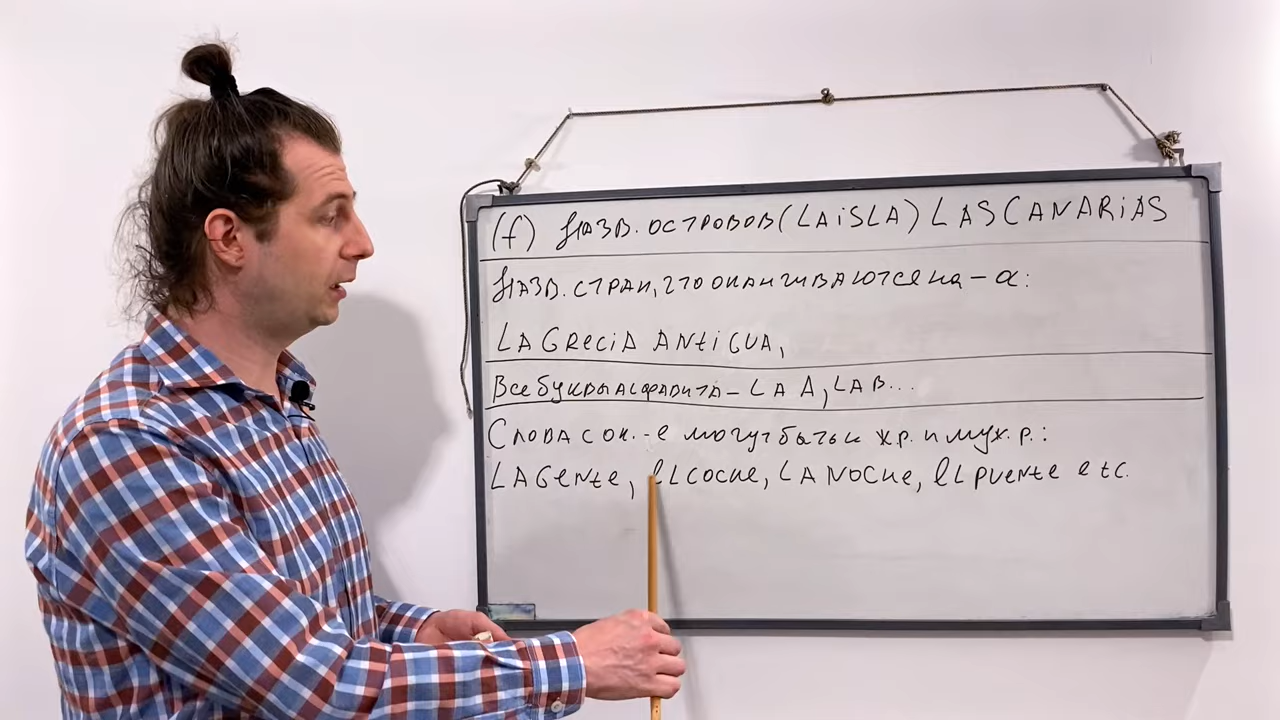 (f) Назв. островов (LA iSLA) LAS CANARiAS
Назв. стран, что оканчиваются на -а:
LA GReCiA ANtiGUA,
Все буквы алфавита - LA A, LA B...
Слова с ок. -е могут быть и ж.р. и муж.р.:
LA GeNte, eL COCHe, LA NOCHe, eL PUeNte etc.